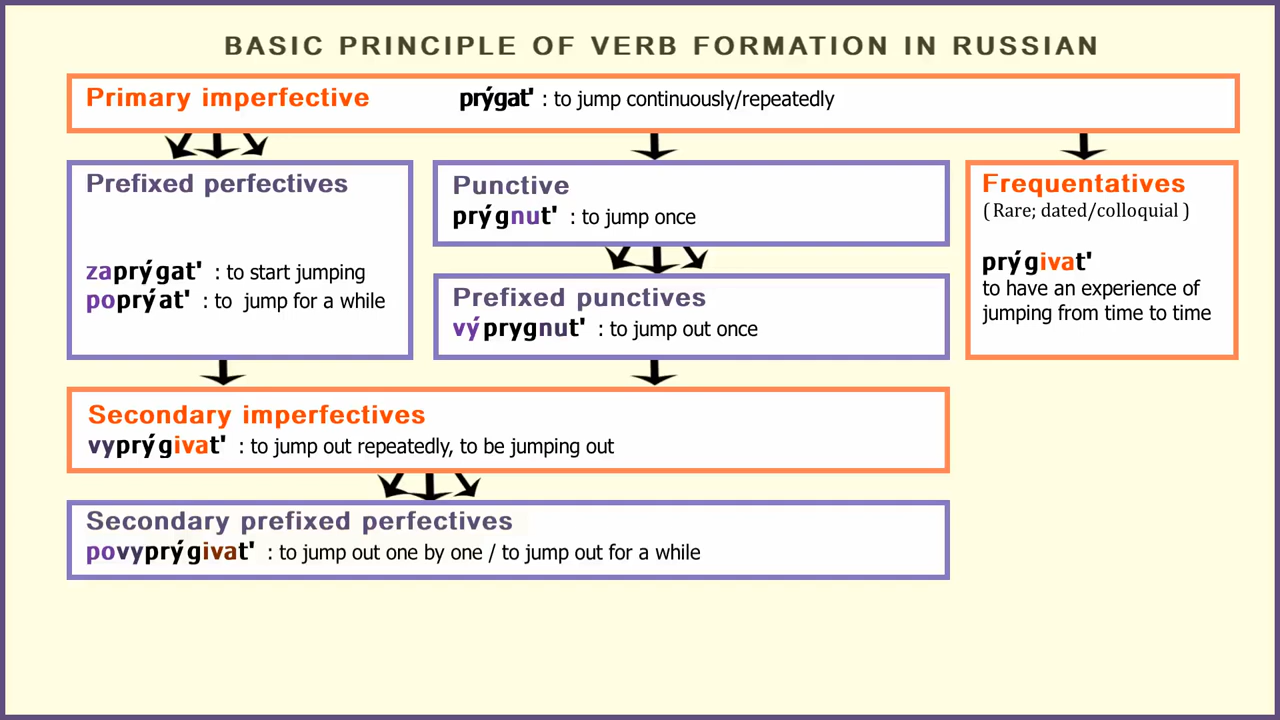 BASIC PRINCIPLE OF VERB FORMATION IN RUSSIAN
Primary imperfective prýgat' : to jump continuously/repeatedly
Prefixed perfectives
zaprýgat' : to start jumping
popryát' : to jump for a while
Punctive
prýgnut' : to jump once
Prefixed punctives
výprygnut' : to jump out once
Frequentatives
( Rare; dated/colloquial )
prýgivat'
to have an experience of
jumping from time to time
Secondary imperfectives
vyprýgivat' : to jump out repeatedly, to be jumping out
Secondary prefixed perfectives
povyprýgivat' : to jump out one by one / to jump out for a while